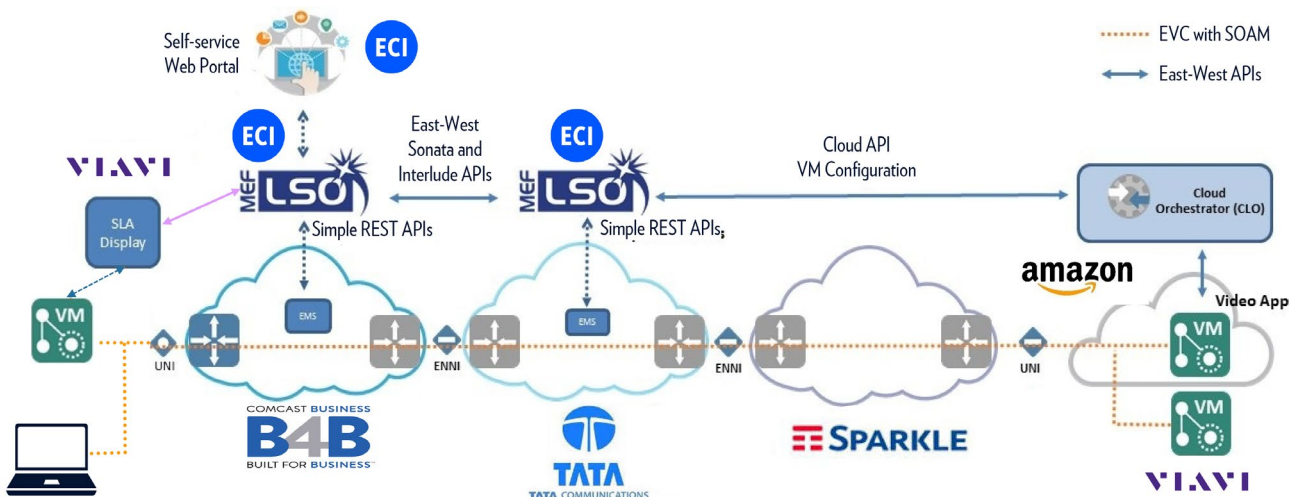 Self-service
Web Portal
ECI
EVC with SOAM
East-West APIs
VIAVI
ECI
East-West
Sonata and
Interlude APIs
ECI
Cloud API
VM Configuration
MEF
LSO
MEF
LSO
Cloud
Orchestrator (CLO)
SLA
Display
Simple REST APIs
Simple REST APIs;
amazon
Video App
VM
EMS
EMS
VM
UNI
ENNI
ENNI
UNI
VM
COMCAST BUSINESS
B4B
BUILT FOR BUSINESS™
TATA
TATA COMMUNICATIONS
SPARKLE
VIAVI